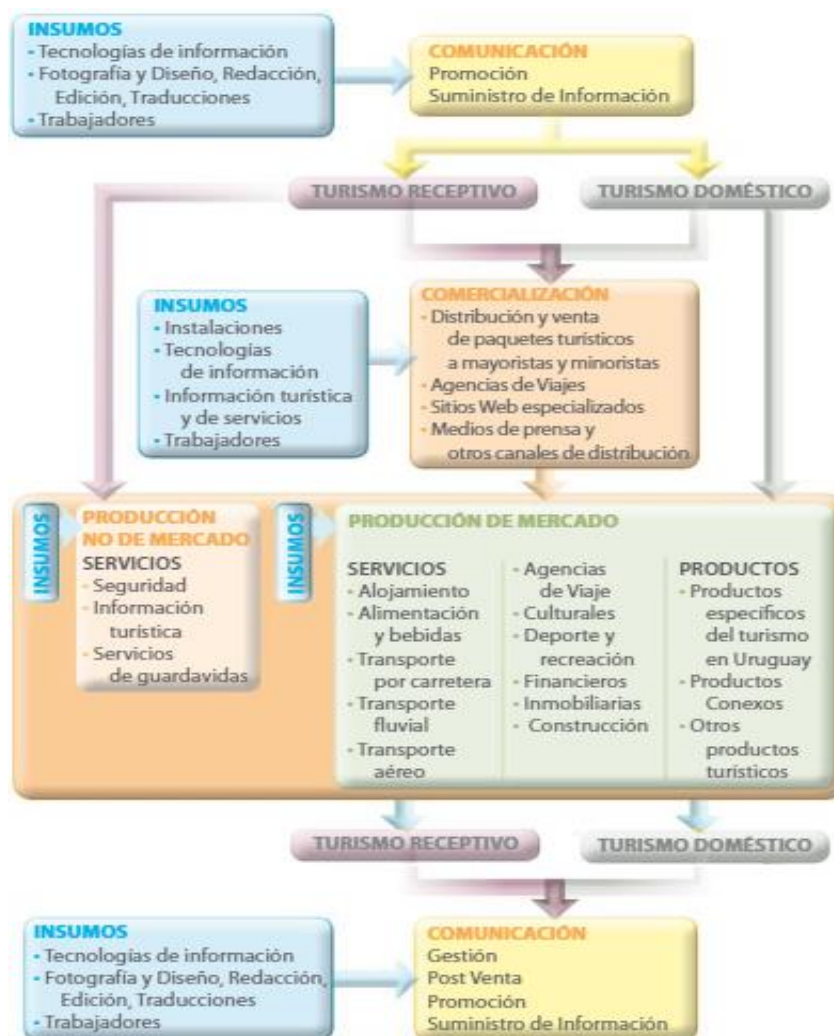 INSUMOS
- Tecnologías de información
- Fotografía y Diseño, Redacción,
Edición, Traducciones
- Trabajadores
COMUNICACIÓN
Promoción
Suministro de Información
TURISMO RECEPTIVO
TURISMO DOMÉSTICO
INSUMOS
- Instalaciones
- Tecnologías
de información
- Información turística
y de servicios
- Trabajadores
COMERCIALIZACIÓN
- Distribución y venta
de paquetes turísticos
a mayoristas y minoristas
- Agencias de Viajes
- Sitios Web especializados
- Medios de prensa y
otros canales de distribución
INSUMOS
PRODUCCIÓN
NO DE MERCADO
SERVICIOS
- Seguridad
- Información
turística
- Servicios
de guardavidas
INSUMOS
PRODUCCIÓN DE MERCADO
SERVICIOS
- Alojamiento
- Alimentación
y bebidas
- Transporte
por carretera
- Transporte
fluvial
- Transporte
aéreo
- Agencias
de Viaje
- Culturales
- Deporte y
recreación
- Financieros
- Inmobiliarias
- Construcción
PRODUCTOS
- Productos
específicos
del turismo
en Uruguay
- Productos
Conexos
- Otros
productos
turísticos
TURISMO RECEPTIVO
TURISMO DOMÉSTICO
INSUMOS
- Tecnologías de información
- Fotografía y Diseño, Redacción,
Edición, Traducciones
- Trabajadores
COMUNICACIÓN
Gestión
Post Venta
Promoción
Suministro de Información